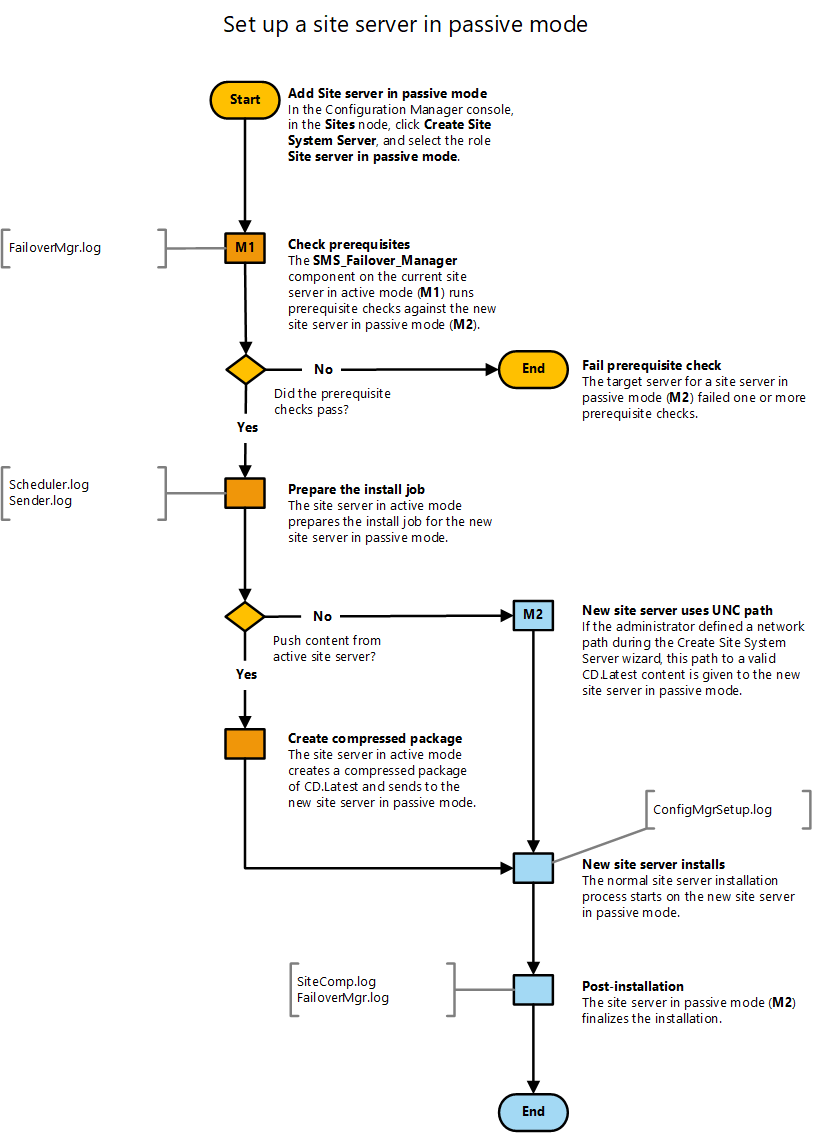 Set up a site server in passive mode
Start
Add Site server in passive mode
In the Configuration Manager console,
in the Sites node, click Create Site
System Server, and select the role
Site server in passive mode.
FailoverMgr.log
M1
Check prerequisites
The SMS_Failover_Manager
component on the current site
server in active mode (M1) runs
prerequisite checks against the new
site server in passive mode (M2).
No
Did the prerequisite
checks pass?
Yes
End
Fail prerequisite check
The target server for a site server in
passive mode (M2) failed one or more
prerequisite checks.
Scheduler.log
Sender.log
Prepare the install job
The site server in active mode
prepares the install job for the new
site server in passive mode.
No
Push content from
active site server?
Yes
M2
New site server uses UNC path
If the administrator defined a network
path during the Create Site System
Server wizard, this path to a valid
CD.Latest content is given to the new
site server in passive mode.
Create compressed package
The site server in active mode
creates a compressed package
of CD.Latest and sends to the
new site server in passive mode.
ConfigMgrSetup.log
New site server installs
The normal site server installation
process starts on the new site server
in passive mode.
SiteComp.log
FailoverMgr.log
Post-installation
The site server in passive mode (M2)
finalizes the installation.
End